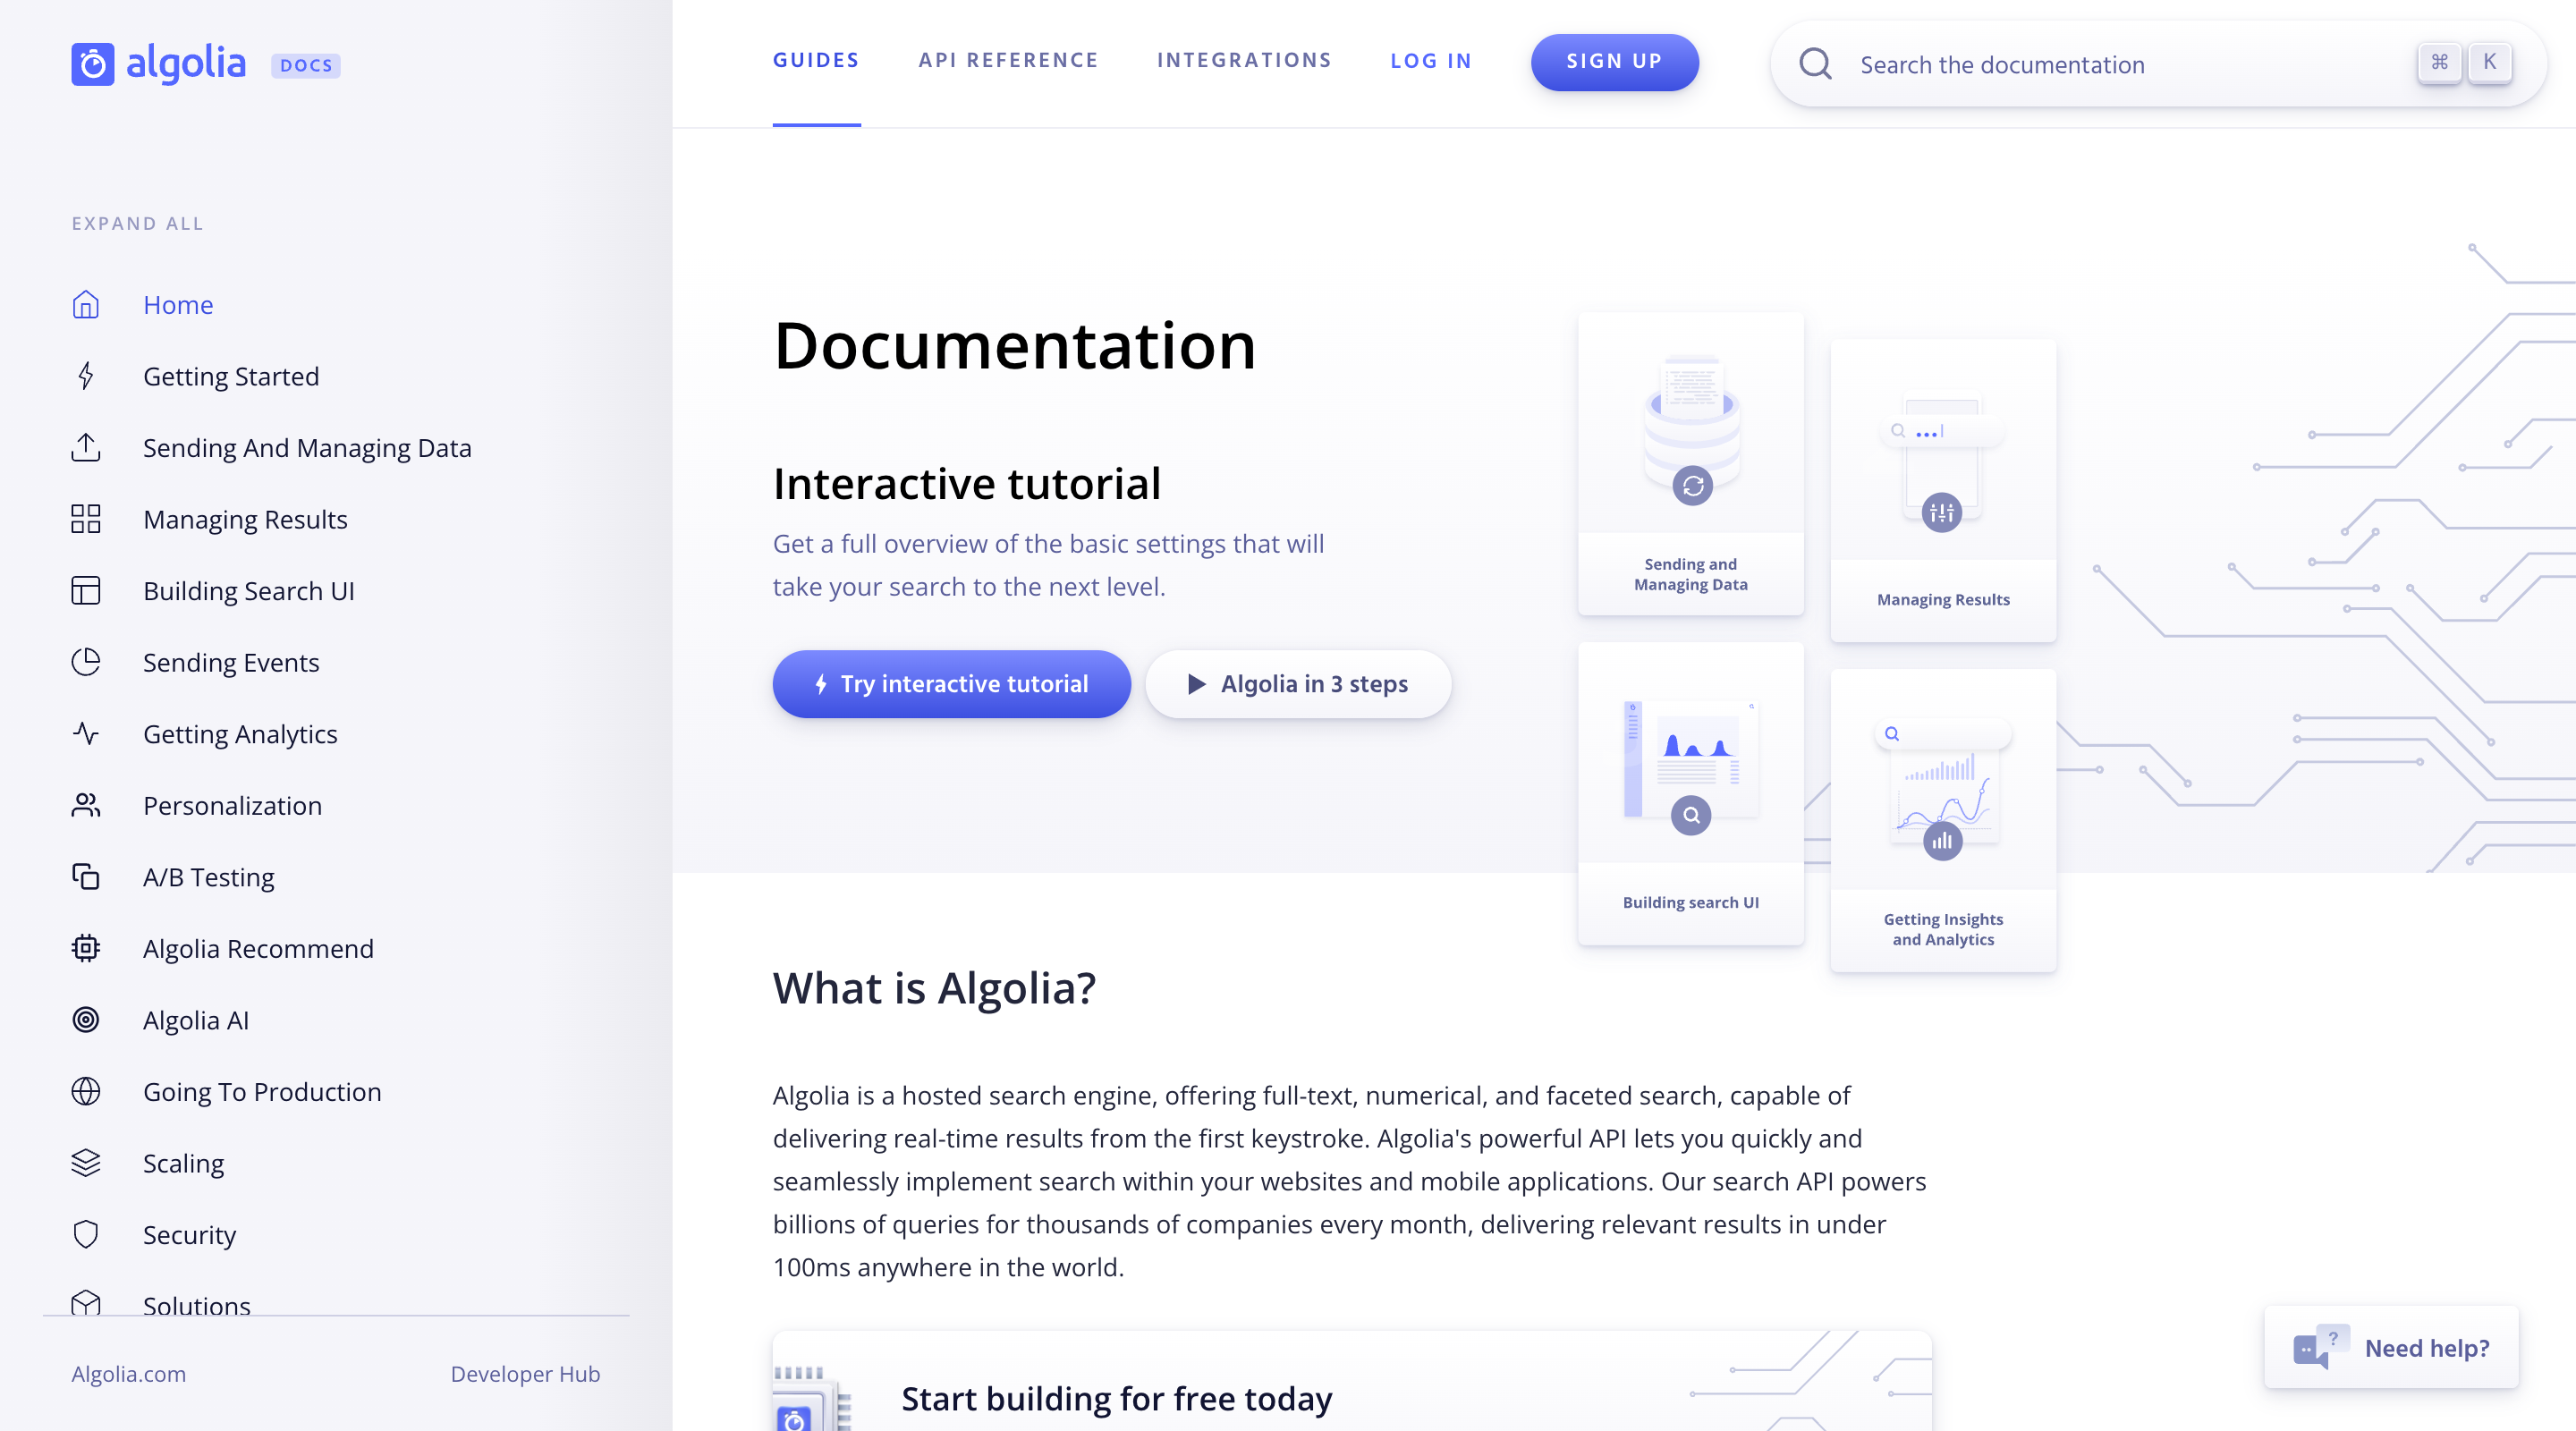 algolia DOCS
EXPAND ALL
Home
Getting Started
Sending And Managing Data
Managing Results
Building Search UI
Sending Events
Getting Analytics
Personalization
A/B Testing
Algolia Recommend
Algolia AI
Going To Production
Scaling
Security
Solutions
Algolia.com
Developer Hub
GUIDES
API REFERENCE
INTEGRATIONS
LOG IN
SIGN UP
Search the documentation
⌘ K
Documentation
Interactive tutorial
Get a full overview of the basic settings that will
take your search to the next level.
Try interactive tutorial
Algolia in 3 steps
Sending and
Managing Data
Managing Results
Building search UI
Getting Insights
and Analytics
What is Algolia?
Algolia is a hosted search engine, offering full-text, numerical, and faceted search, capable of
delivering real-time results from the first keystroke. Algolia's powerful API lets you quickly and
seamlessly implement search within your websites and mobile applications. Our search API powers
billions of queries for thousands of companies every month, delivering relevant results in under
100ms anywhere in the world.
Start building for free today
? Need help?